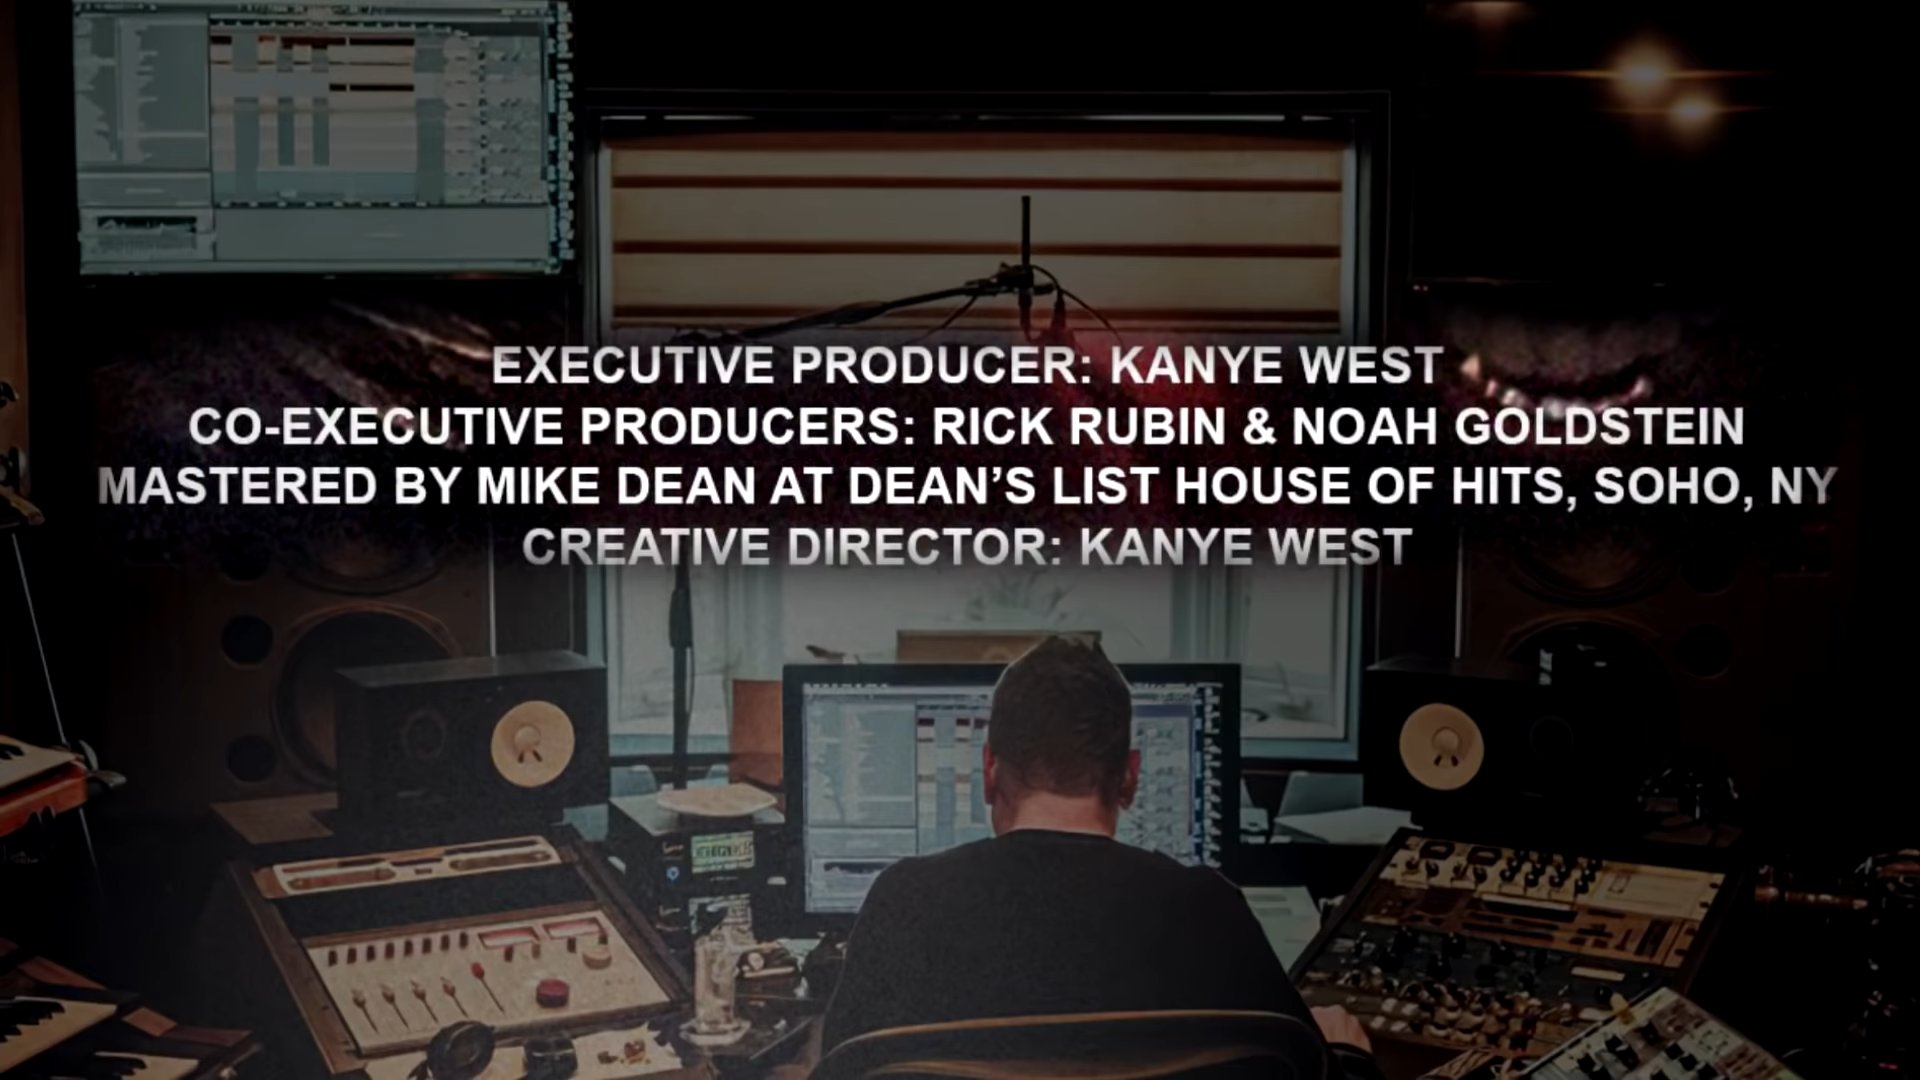 EXECUTIVE PRODUCER: KANYE WEST
CO-EXECUTIVE PRODUCERS: RICK RUBIN & NOAH GOLDSTEIN
MASTERED BY MIKE DEAN AT DEAN’S LIST HOUSE OF HITS, SOHO, NY
CREATIVE DIRECTOR: KANYE WEST